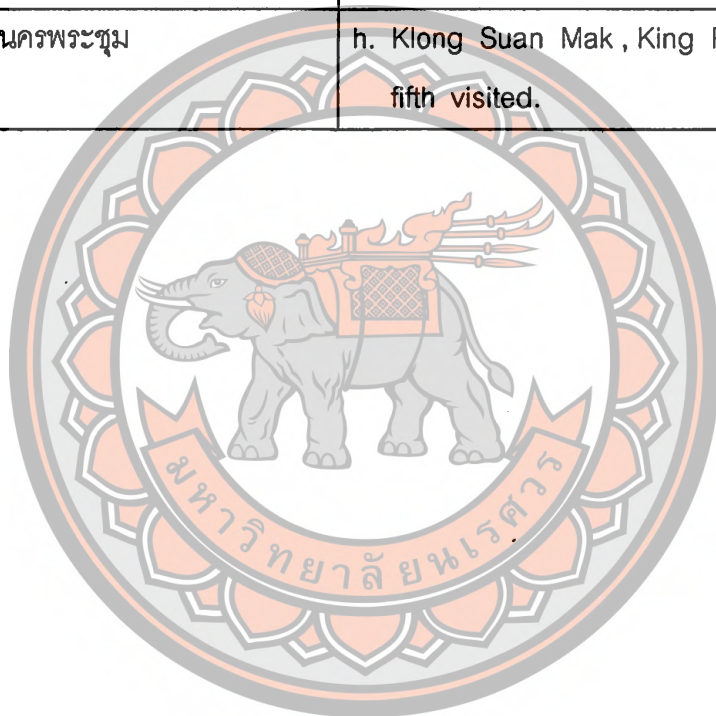 นครพระชุม
h. Klong Suan Mak , King
fifth visited.
มหาวิทยาลัยนเรศวร